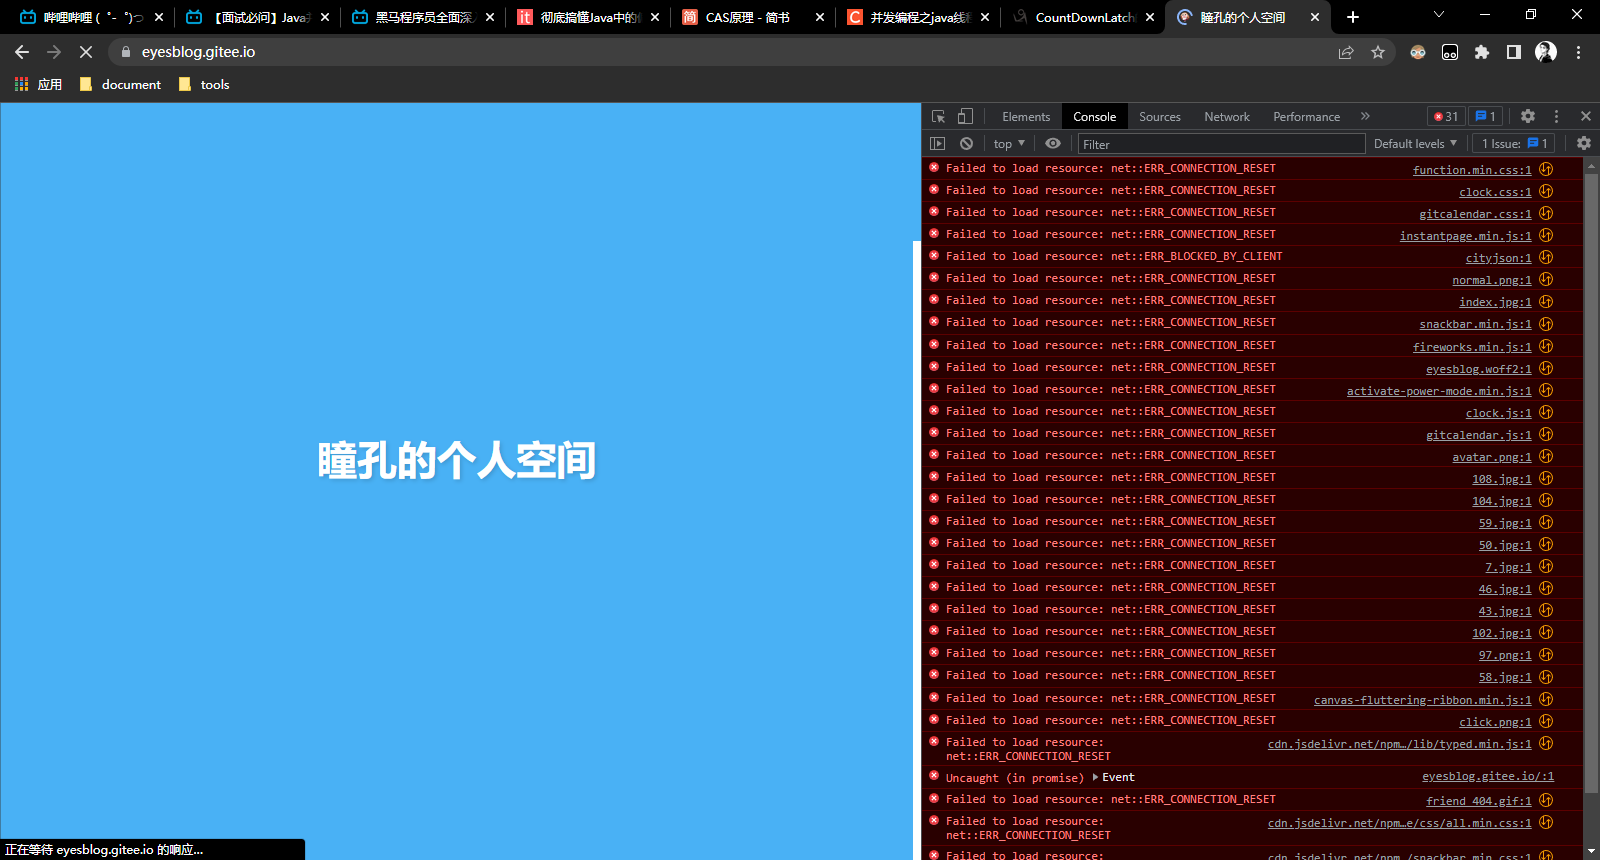 哔哩哔哩 (゜-゜)つ
【面试必问】Java
黑马程序员全面深
彻底搞懂Java中的
CAS原理 - 简书
并发编程之java线
CountDownLatch
瞳孔的个人空间
eyesblog.gitee.io
应用
document
tools
Elements
Console
Sources
Network
Performance
31
1
top
Filter
Default levels
1 Issue:
1
Failed to load resource: net::ERR_CONNECTION_RESET function.min.css:1
Failed to load resource: net::ERR_CONNECTION_RESET clock.css:1
Failed to load resource: net::ERR_CONNECTION_RESET gitcalendar.css:1
Failed to load resource: net::ERR_CONNECTION_RESET instantpage.min.js:1
Failed to load resource: net::ERR_BLOCKED_BY_CLIENT cityjson:1
Failed to load resource: net::ERR_CONNECTION_RESET normal.png:1
Failed to load resource: net::ERR_CONNECTION_RESET index.jpg:1
Failed to load resource: net::ERR_CONNECTION_RESET snackbar.min.js:1
Failed to load resource: net::ERR_CONNECTION_RESET fireworks.min.js:1
Failed to load resource: net::ERR_CONNECTION_RESET eyesblog.woff2:1
Failed to load resource: net::ERR_CONNECTION_RESET activate-power-mode.min.js:1
Failed to load resource: net::ERR_CONNECTION_RESET clock.js:1
Failed to load resource: net::ERR_CONNECTION_RESET gitcalendar.js:1
Failed to load resource: net::ERR_CONNECTION_RESET avatar.png:1
Failed to load resource: net::ERR_CONNECTION_RESET 108.jpg:1
Failed to load resource: net::ERR_CONNECTION_RESET 104.jpg:1
Failed to load resource: net::ERR_CONNECTION_RESET 59.jpg:1
Failed to load resource: net::ERR_CONNECTION_RESET 50.jpg:1
Failed to load resource: net::ERR_CONNECTION_RESET 7.jpg:1
Failed to load resource: net::ERR_CONNECTION_RESET 46.jpg:1
Failed to load resource: net::ERR_CONNECTION_RESET 43.jpg:1
Failed to load resource: net::ERR_CONNECTION_RESET 102.jpg:1
Failed to load resource: net::ERR_CONNECTION_RESET 97.png:1
Failed to load resource: net::ERR_CONNECTION_RESET 58.jpg:1
Failed to load resource: net::ERR_CONNECTION_RESET canvas-fluttering-ribbon.min.js:1
Failed to load resource: net::ERR_CONNECTION_RESET click.png:1
Failed to load resource: cdn.jsdelivr.net/npm…/lib/typed.min.js:1
net::ERR_CONNECTION_RESET
Uncaught (in promise) Event eyesblog.gitee.io/:1
Failed to load resource: net::ERR_CONNECTION_RESET friend_404.gif:1
Failed to load resource: cdn.jsdelivr.net/npm…e/css/all.min.css:1
net::ERR_CONNECTION_RESET
Failed to load resource: cdn.jsdelivr.net/npm…/snackbar.min.css:1
瞳孔的个人空间
正在等待 eyesblog.gitee.io 的响应...